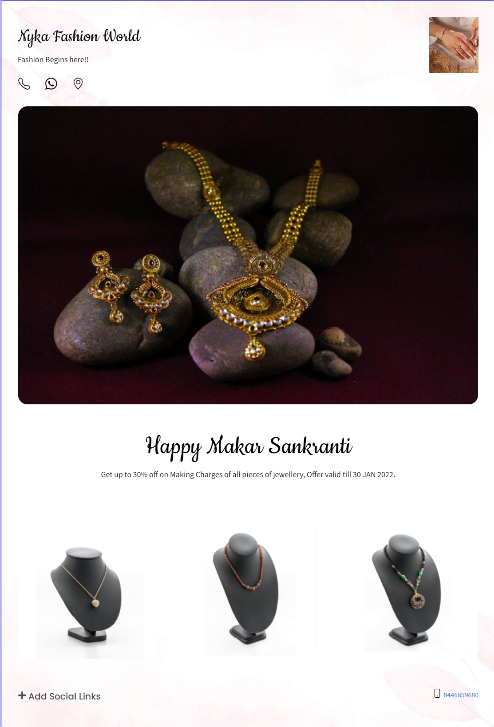 Nyka Fashion World
Fashion Begins here!!
Happy Makar Sankranti
Get up to 30% off on Making Charges of all pieces of jewellery, Offer valid till 30 JAN 2022.
+ Add Social Links